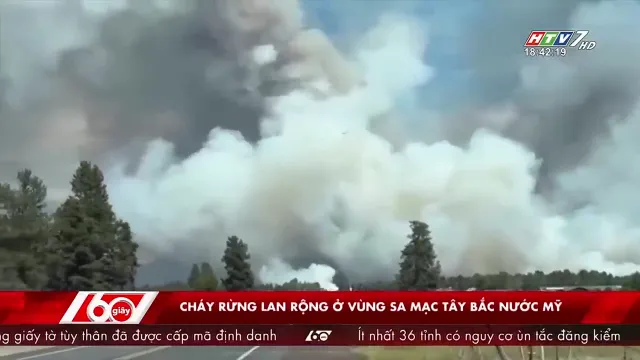 HTV7 HD
18:42:19
60 giây
CHÁY RỪNG LAN RỘNG Ở VÙNG SA MẠC TÂY BẮC NƯỚC MỸ
ng giấy tờ tùy thân đã được cấp mã định danh 60 Ít nhất 36 tỉnh có nguy cơ ùn tắc đăng kiểm